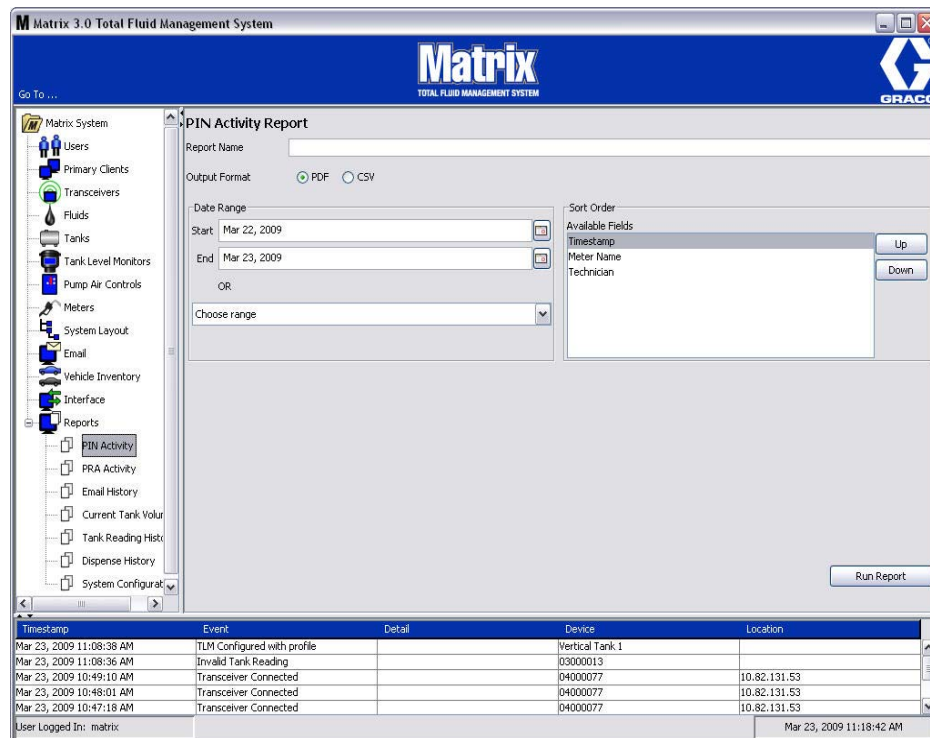 Matrix 3.0 Total Fluid Management System
Matrix
TOTAL FLUID MANAGEMENT SYSTEM
Go To ...
GRACO
Matrix System
Users
Primary Clients
Transceivers
Fluids
Tanks
Tank Level Monitors
Pump Air Controls
Meters
System Layout
Email
Vehicle Inventory
Interface
Reports
PIN Activity
PRA Activity
Email History
Current Tank Volur
Tank Reading Histo
Dispense History
System Configurat
PIN Activity Report
Report Name
Output Format PDF CSV
Date Range
Start Mar 22, 2009
End Mar 23, 2009
OR
Choose range
Sort Order
Available Fields
Timestamp
Meter Name
Technician
Up
Down
Run Report
Timestamp Event Detail Device Location
Mar 23, 2009 11:08:38 AM TLM Configured with profile Vertical Tank 1
Mar 23, 2009 11:08:36 AM Invalid Tank Reading 03000013
Mar 23, 2009 10:49:10 AM Transceiver Connected 04000077 10.82.131.53
Mar 23, 2009 10:48:01 AM Transceiver Connected 04000077 10.82.131.53
Mar 23, 2009 10:47:18 AM Transceiver Connected 04000077 10.82.131.53
User Logged In: matrix Mar 23, 2009 11:18:42 AM